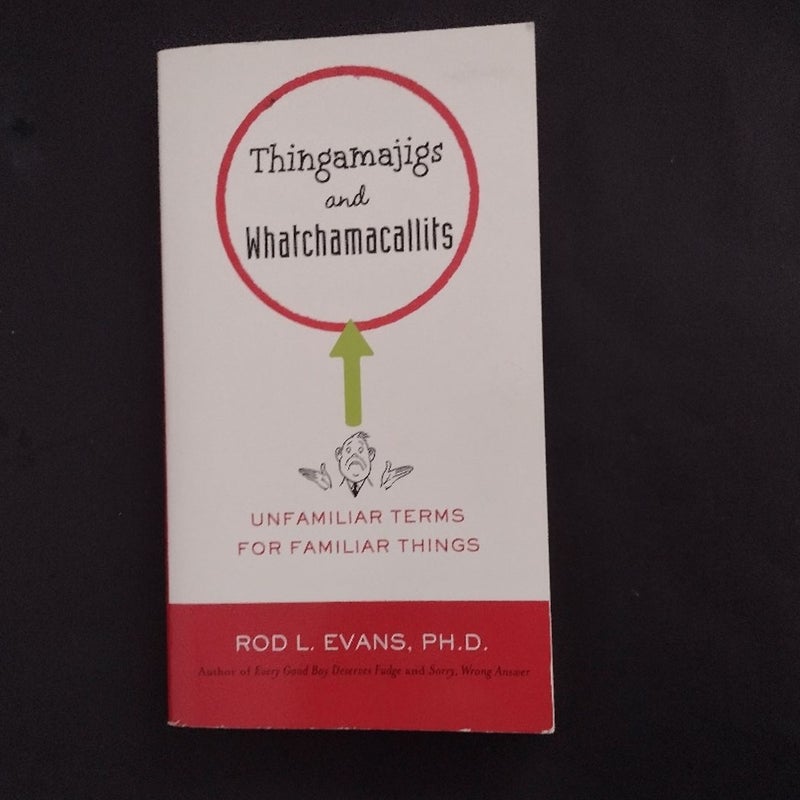 Thingamajigs
and
Whatchamacallits
UNFAMILIAR TERMS
FOR FAMILIAR THINGS
ROD L. EVANS, PH.D.
Author of Every Good Boy Deserves Fudge and Sorry, Wrong Answer